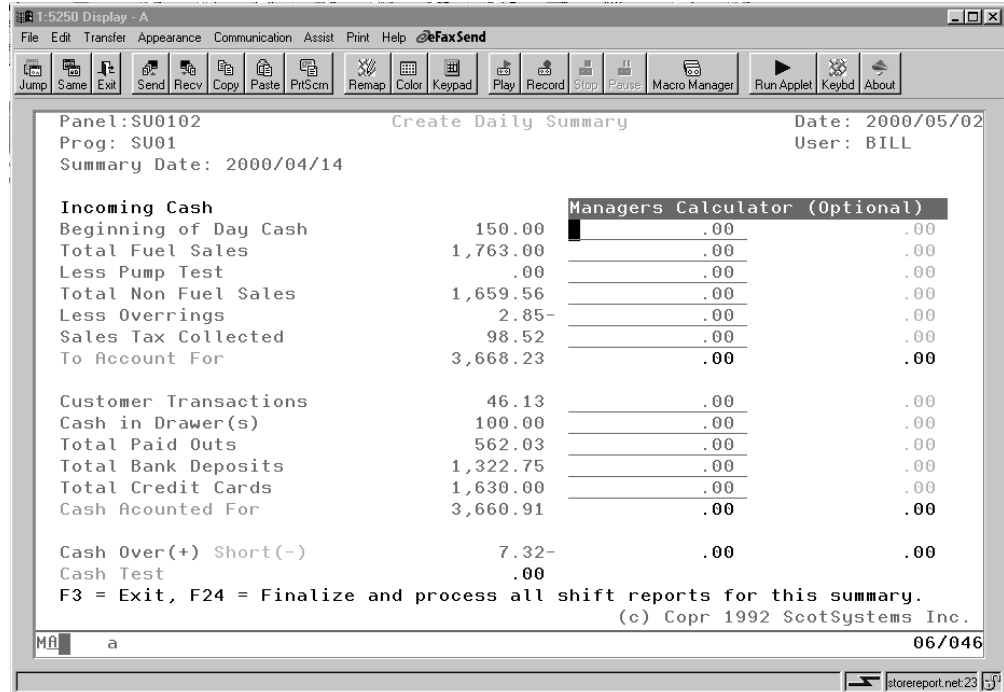 1:5250 Display - A
File Edit Transfer Appearance Communication Assist Print Help eFaxSend
Jump Same Exit Send Recv Copy Paste PrtScrn Remap Color Keypad Play Record Stop Pause Macro Manager Run Applet Keybd About
Panel:SU0102 Create Daily Summary Date: 2000/05/02
Prog: SU01 User: BILL
Summary Date: 2000/04/14
Incoming Cash Managers Calculator (Optional)
Beginning of Day Cash 150.00 .00 .00
Total Fuel Sales 1,763.00 .00 .00
Less Pump Test .00 .00 .00
Total Non Fuel Sales 1,659.56 .00 .00
Less Overrings 2.85- .00 .00
Sales Tax Collected 98.52 .00 .00
To Account For 3,668.23 .00 .00
Customer Transactions 46.13 .00 .00
Cash in Drawer(s) 100.00 .00 .00
Total Paid Outs 562.03 .00 .00
Total Bank Deposits 1,322.75 .00 .00
Total Credit Cards 1,630.00 .00 .00
Cash Acounted For 3,660.91 .00 .00
Cash Over(+) Short(-) 7.32- .00 .00
Cash Test .00
F3 = Exit, F24 = Finalize and process all shift reports for this summary.
(c) Copr 1992 ScotSystems Inc.
MA a 06/046
storereport.net:23